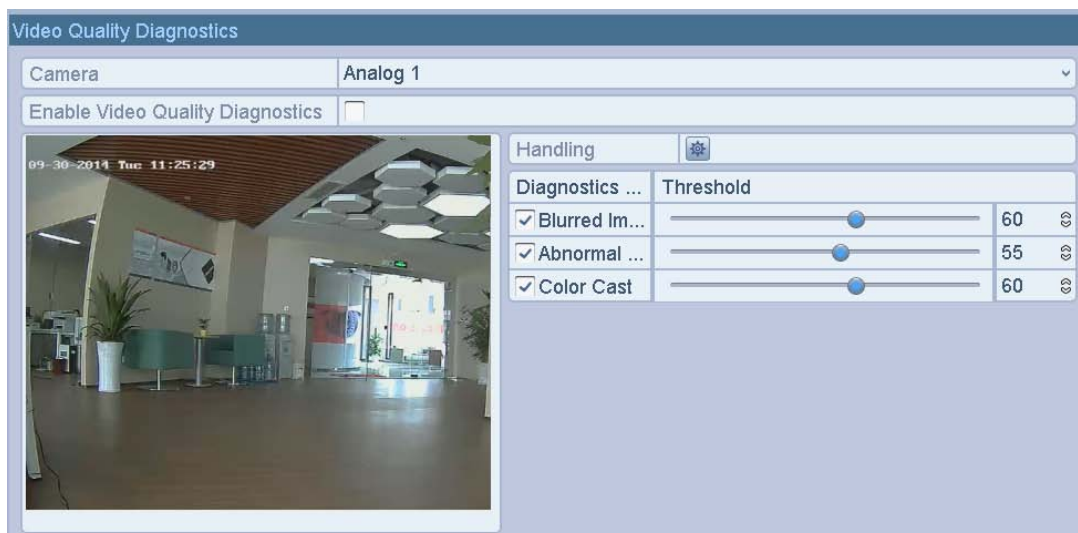 Video Quality Diagnostics
Camera
Analog 1
Enable Video Quality Diagnostics
09-30-2014 Tue 11:25:29
Handling
Diagnostics ... Threshold
Blurred Im... 60
Abnormal ... 55
Color Cast 60